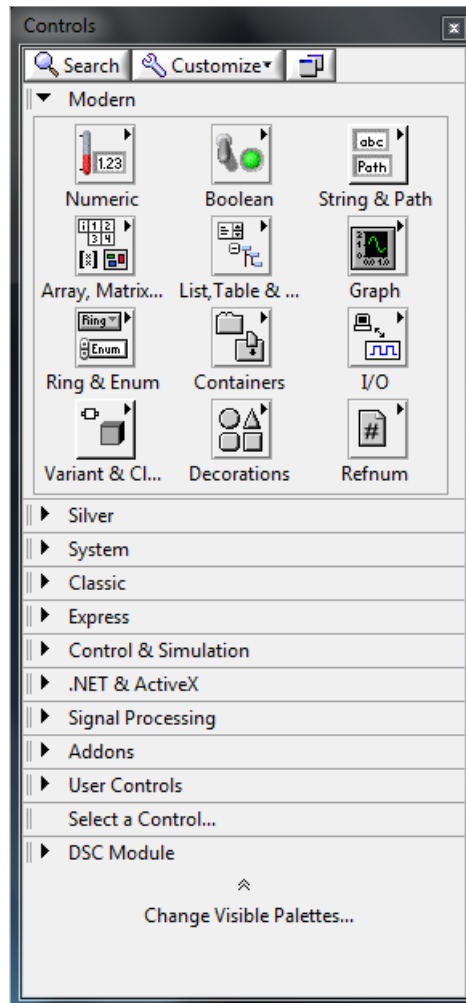 Controls
Search Customize
Modern
1.23 abc Path
Numeric Boolean String & Path
Array, Matrix... List, Table & ... Graph
Ring Enum
Ring & Enum Containers I/O
#
Variant & Cl... Decorations Refnum
Silver
System
Classic
Express
Control & Simulation
.NET & ActiveX
Signal Processing
Addons
User Controls
Select a Control...
DSC Module
Change Visible Palettes...